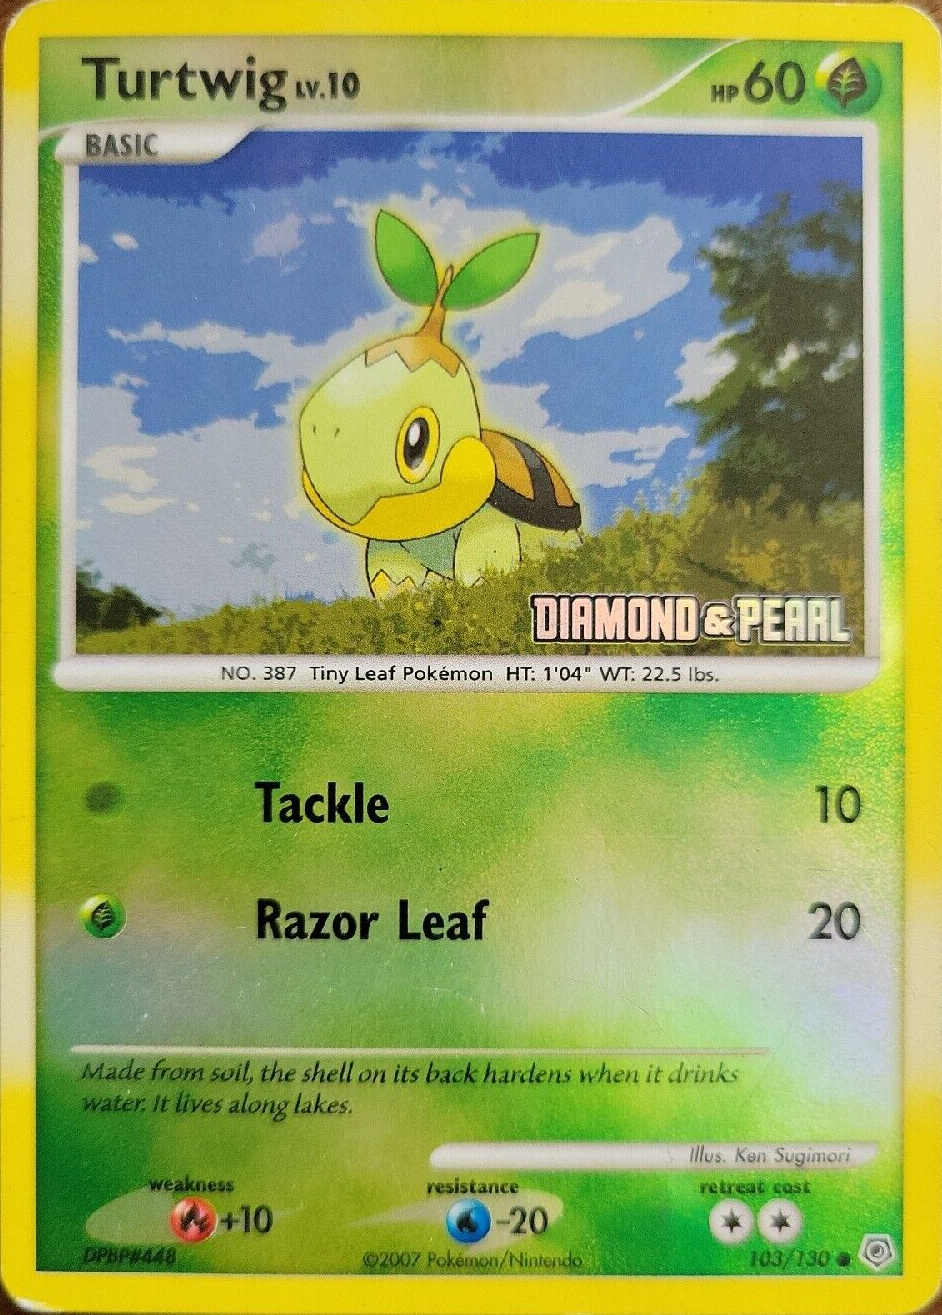 Turtwig LV.10 HP 60
BASIC
DIAMOND & PEARL
NO. 387 Tiny Leaf Pokémon HT: 1'04" WT: 22.5 lbs.
Tackle 10
Razor Leaf 20
Made from soil, the shell on its back hardens when it drinks
water. It lives along lakes.
Illus. Ken Sugimori
weakness resistance retreat cost
+10 -20
DPBP#448 ©2007 Pokémon/Nintendo 103/130